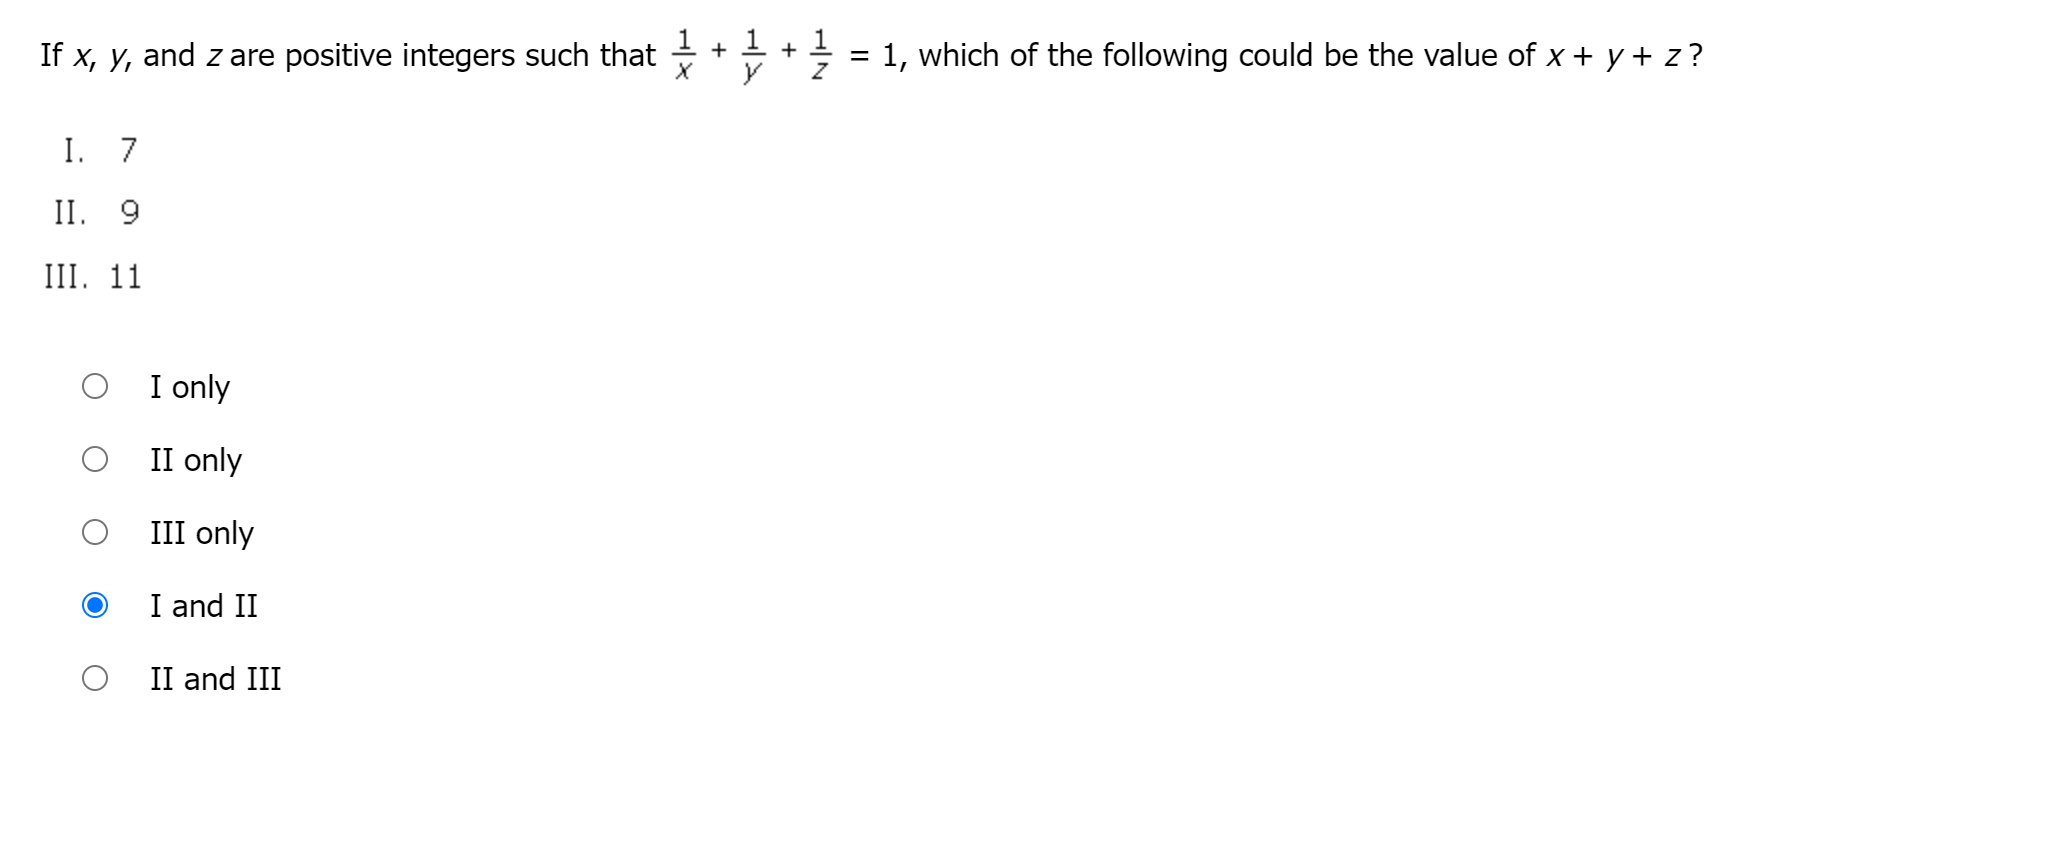 If x, y, and z are positive integers such that 1/x + 1/y + 1/z = 1, which of the following could be the value of x + y + z ?
I. 7
II. 9
III. 11
I only
II only
III only
I and II
II and III